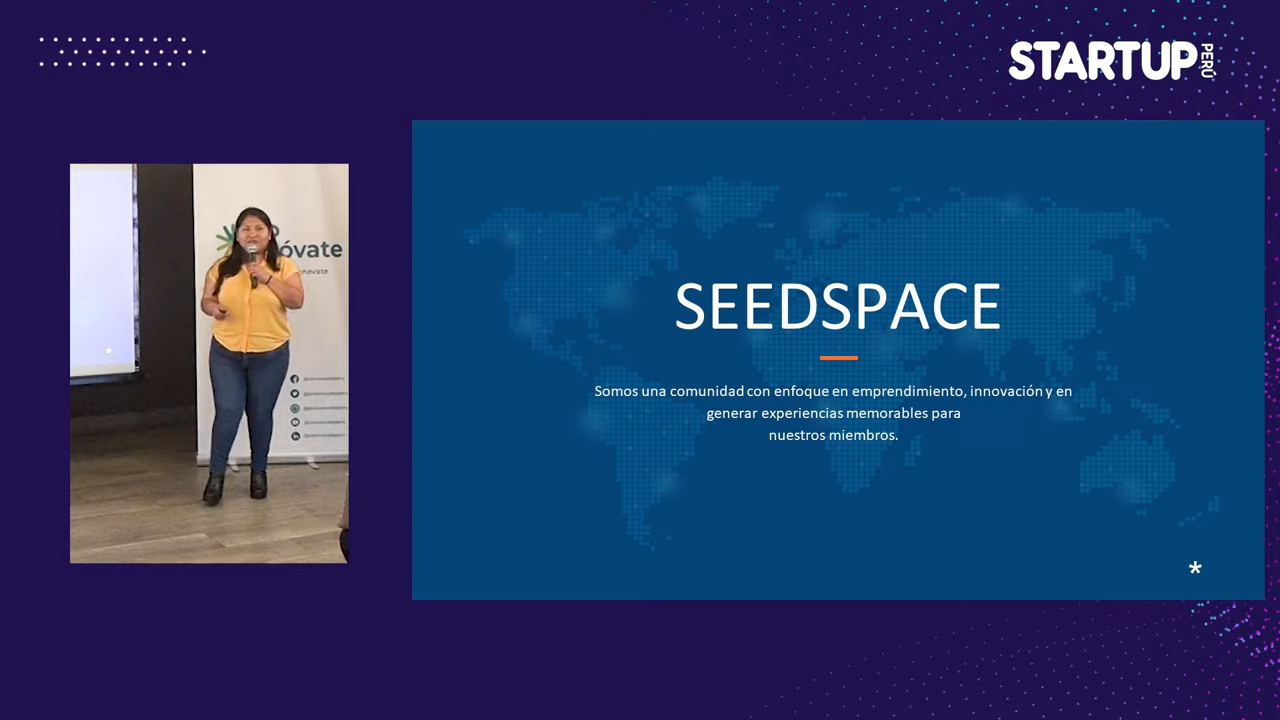 STARTUP
PERÚ
óvate
SEEDSPACE
Somos una comunidad con enfoque en emprendimiento, innovación y en
generar experiencias memorables para
nuestros miembros.
*